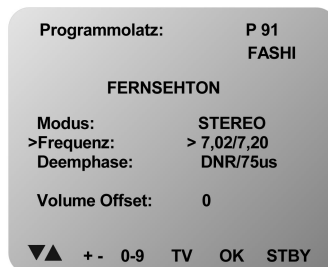 Programmolatz: P 91
FASHI
FERNSEHTON
Modus: STEREO
>Frequenz: > 7,02/7,20
Deemphase: DNR/75us
Volume Offset: 0
▼▲ + - 0-9 TV OK STBY